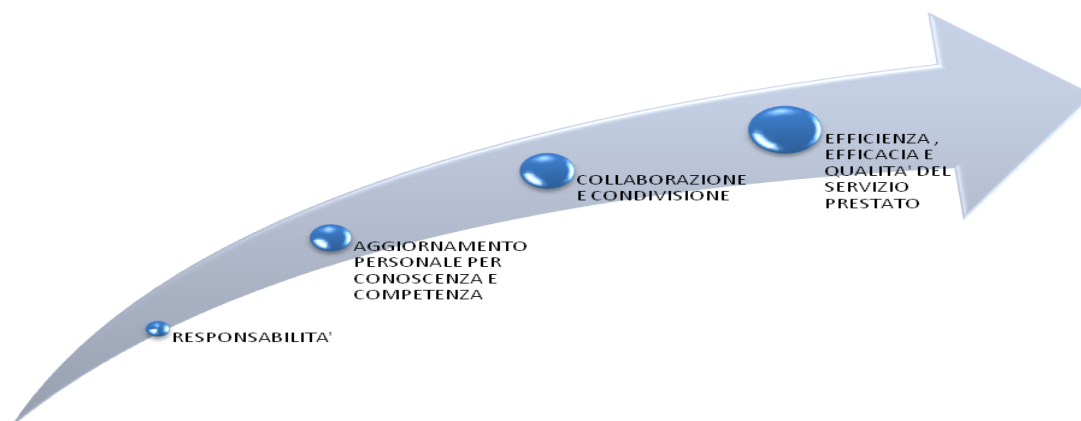 RESPONSABILITA'
AGGIORNAMENTO
PERSONALE PER
CONOSCENZA E
COMPETENZA
COLLABORAZIONE
E CONDIVISIONE
EFFICIENZA ,
EFFICACIA E
QUALITA' DEL
SERVIZIO
PRESTATO